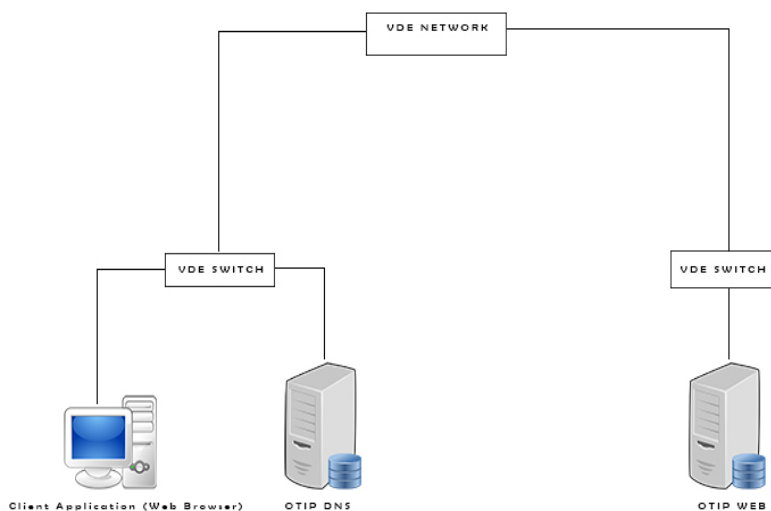 VDE NETWORK
VDE SWITCH
VDE SWITCH
Client Application (Web Browser)
OTIP DNS
OTIP WEB